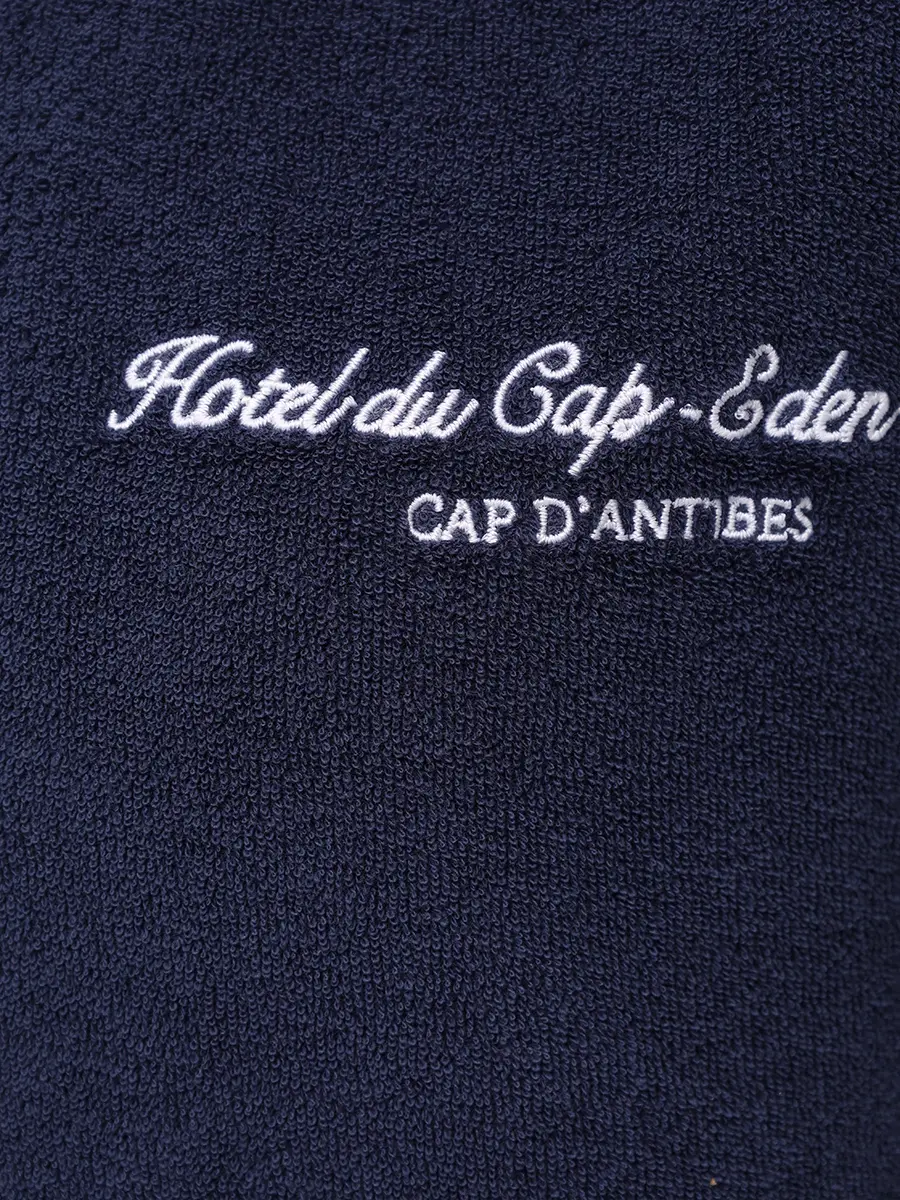 Hotel du Cap-Eden
CAP D'ANTIBES